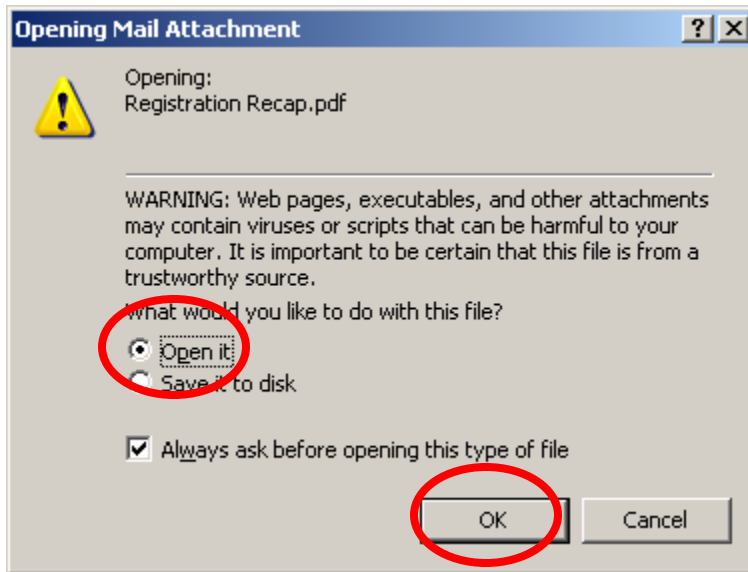 Opening Mail Attachment
Opening:
Registration Recap.pdf
WARNING: Web pages, executables, and other attachments
may contain viruses or scripts that can be harmful to your
computer. It is important to be certain that this file is from a
trustworthy source.
What would you like to do with this file?
Open it
Save it to disk
Always ask before opening this type of file
OK
Cancel